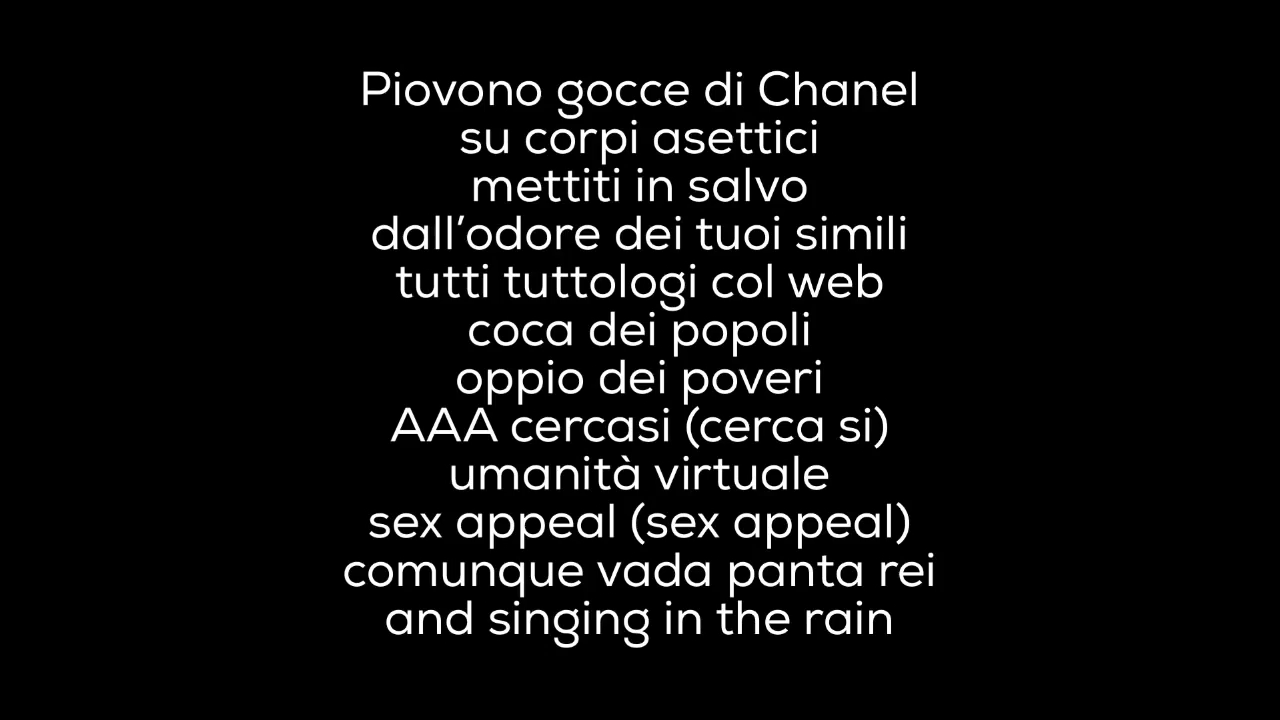 Piovono gocce di Chanel
su corpi asettici
mettiti in salvo
dall’odore dei tuoi simili
tutti tuttologi col web
coca dei popoli
oppio dei poveri
AAA cercasi (cerca si)
umanità virtuale
sex appeal (sex appeal)
comunque vada panta rei
and singing in the rain